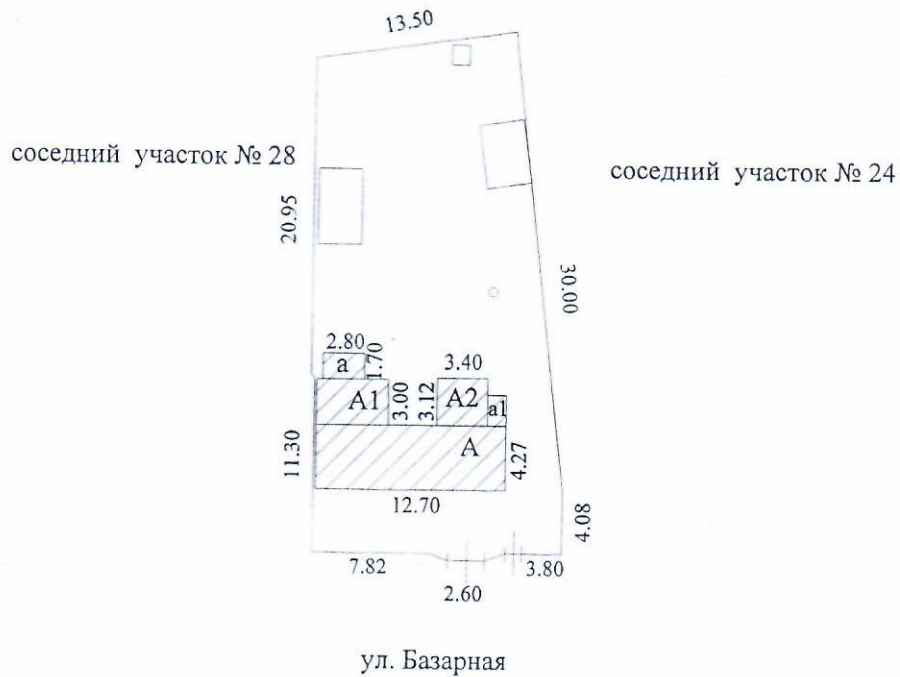 13.50
соседний участок № 28
соседний участок № 24
20.95
30.00
2.80
1.70
3.40
а
А1
3.00
3.12
А2
а1
А
11.30
4.27
12.70
4.08
7.82
3.80
2.60
ул. Базарная